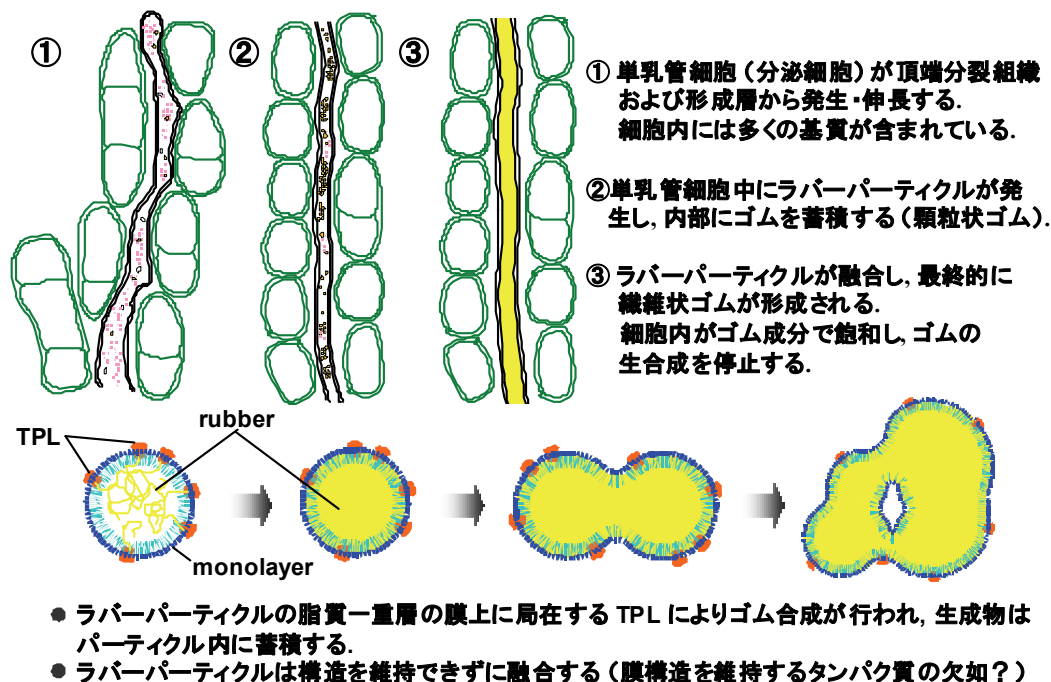 ①
②
③
① 単乳管細胞（分泌細胞）が頂端分裂組織
および形成層から発生・伸長する.
細胞内には多くの基質が含まれている.
②単乳管細胞中にラバーパーティクルが発
生し, 内部にゴムを蓄積する（顆粒状ゴム）.
③ ラバーパーティクルが融合し, 最終的に
繊維状ゴムが形成される.
細胞内がゴム成分で飽和し, ゴムの
生合成を停止する.
TPL
rubber
monolayer
● ラバーパーティクルの脂質一重層の膜上に局在する TPL によりゴム合成が行われ, 生成物は
パーティクル内に蓄積する.
● ラバーパーティクルは構造を維持できずに融合する（膜構造を維持するタンパク質の欠如？）